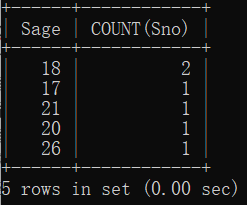 +------+------------+
| Sage | COUNT(Sno) |
+------+------------+
| 18 | 2 |
| 17 | 1 |
| 21 | 1 |
| 20 | 1 |
| 26 | 1 |
+------+------------+
5 rows in set (0.00 sec)